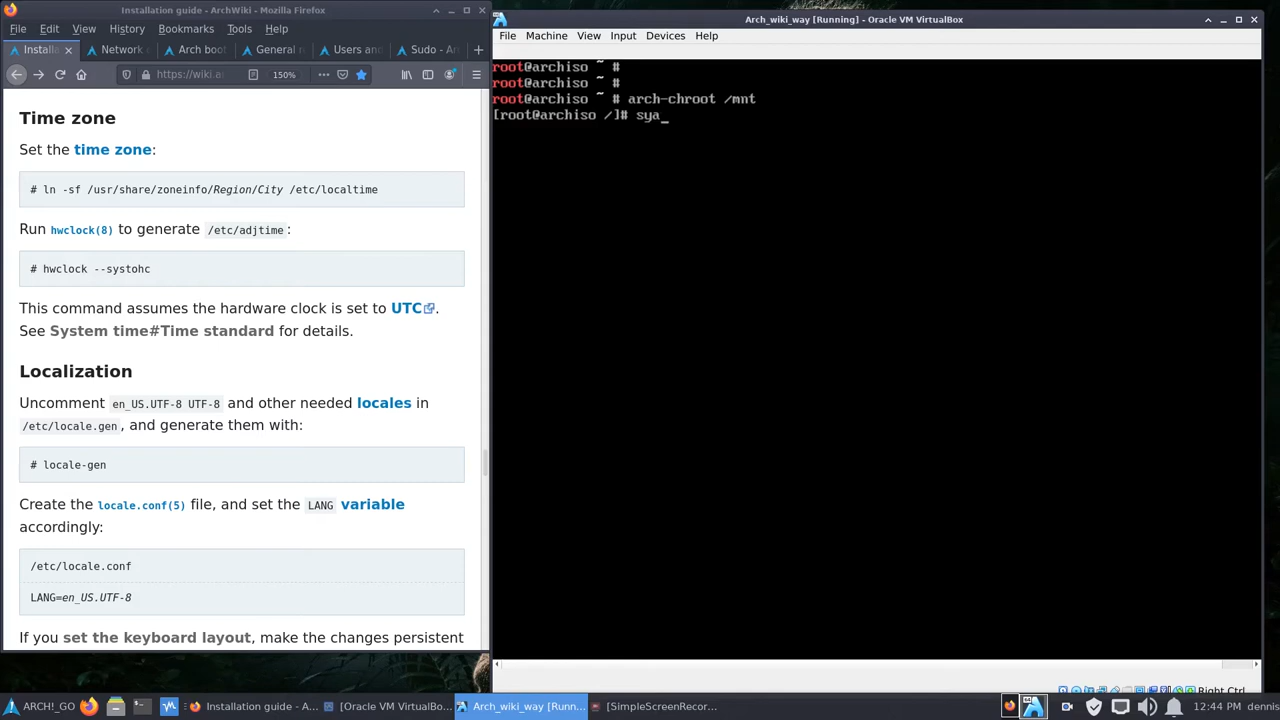 Installation guide - ArchWiki - Mozilla Firefox
File Edit View History Bookmarks Tools Help
Installa
Network
Arch boot
General r
Users and
Sudo - Ar
https://wiki.a
150%
Time zone
Set the time zone:
# ln -sf /usr/share/zoneinfo/Region/City /etc/localtime
Run hwclock(8) to generate /etc/adjtime:
# hwclock --systohc
This command assumes the hardware clock is set to UTC.
See System time#Time standard for details.
Localization
Uncomment en_US.UTF-8 UTF-8 and other needed locales in
/etc/locale.gen, and generate them with:
# locale-gen
Create the locale.conf(5) file, and set the LANG variable
accordingly:
/etc/locale.conf
LANG=en_US.UTF-8
If you set the keyboard layout, make the changes persistent
Arch_wiki_way [Running] - Oracle VM VirtualBox
File Machine View Input Devices Help
root@archiso ~ #
root@archiso ~ #
root@archiso ~ # arch-chroot /mnt
[root@archiso /]# sya_
Right Ctrl
ARCH!_GO
Installation guide - A...
[Oracle VM VirtualBo...
Arch_wiki_way [Runn...
[SimpleScreenRecor...
12:44 PM dennis